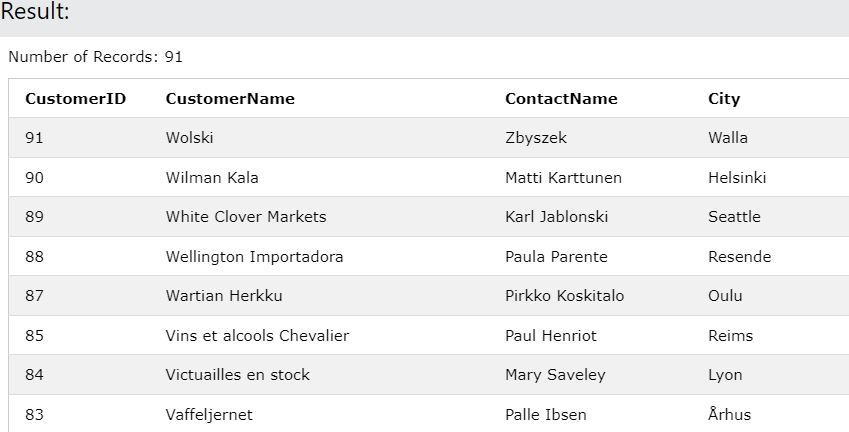 Result:
Number of Records: 91
CustomerID CustomerName ContactName City
91 Wolski Zbyszek Walla
90 Wilman Kala Matti Karttunen Helsinki
89 White Clover Markets Karl Jablonski Seattle
88 Wellington Importadora Paula Parente Resende
87 Wartian Herkku Pirkko Koskitalo Oulu
85 Vins et alcools Chevalier Paul Henriot Reims
84 Victuailles en stock Mary Saveley Lyon
83 Vaffeljernet Palle Ibsen Århus